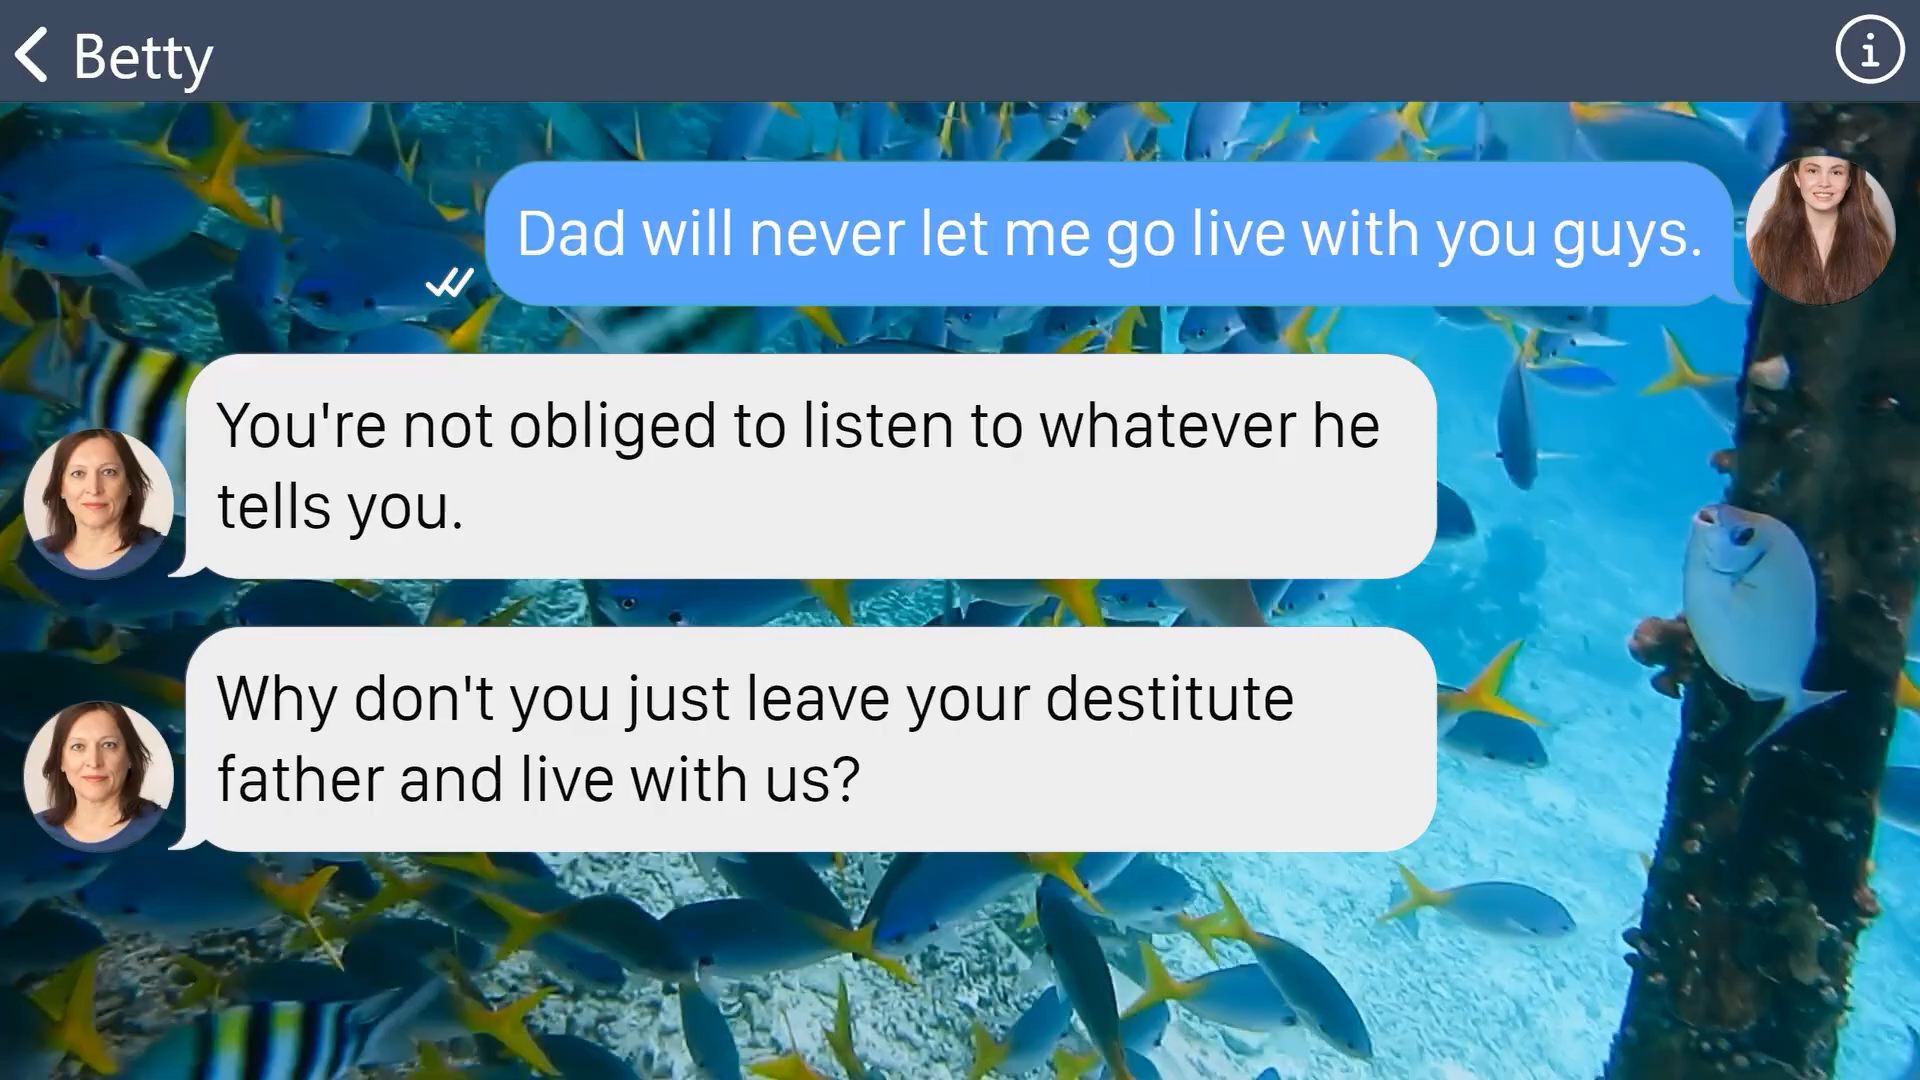 Betty
Dad will never let me go live with you guys.
You're not obliged to listen to whatever he
tells you.
Why don't you just leave your destitute
father and live with us?